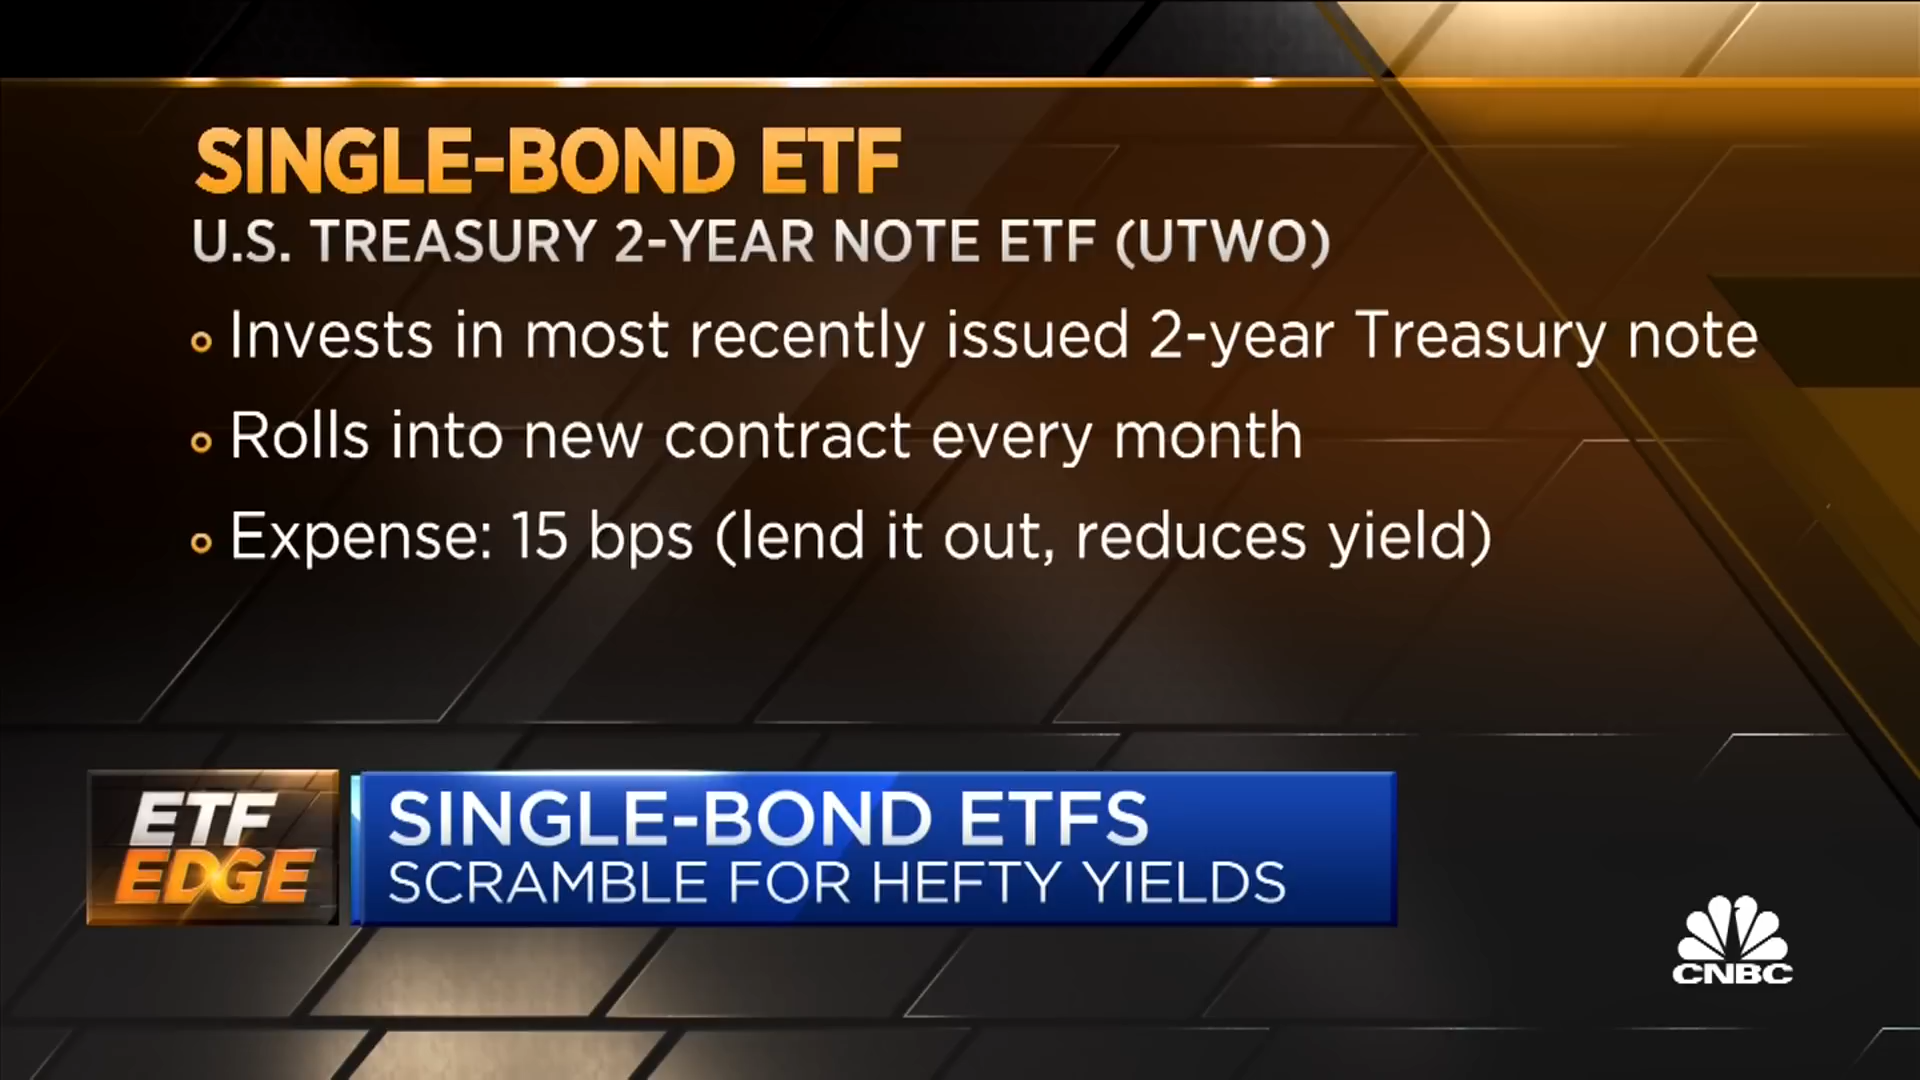 SINGLE-BOND ETF
U.S. TREASURY 2-YEAR NOTE ETF (UTWO)
Invests in most recently issued 2-year Treasury note
Rolls into new contract every month
Expense: 15 bps (lend it out, reduces yield)
ETF
EDGE
SINGLE-BOND ETFS
SCRAMBLE FOR HEFTY YIELDS
CNBC